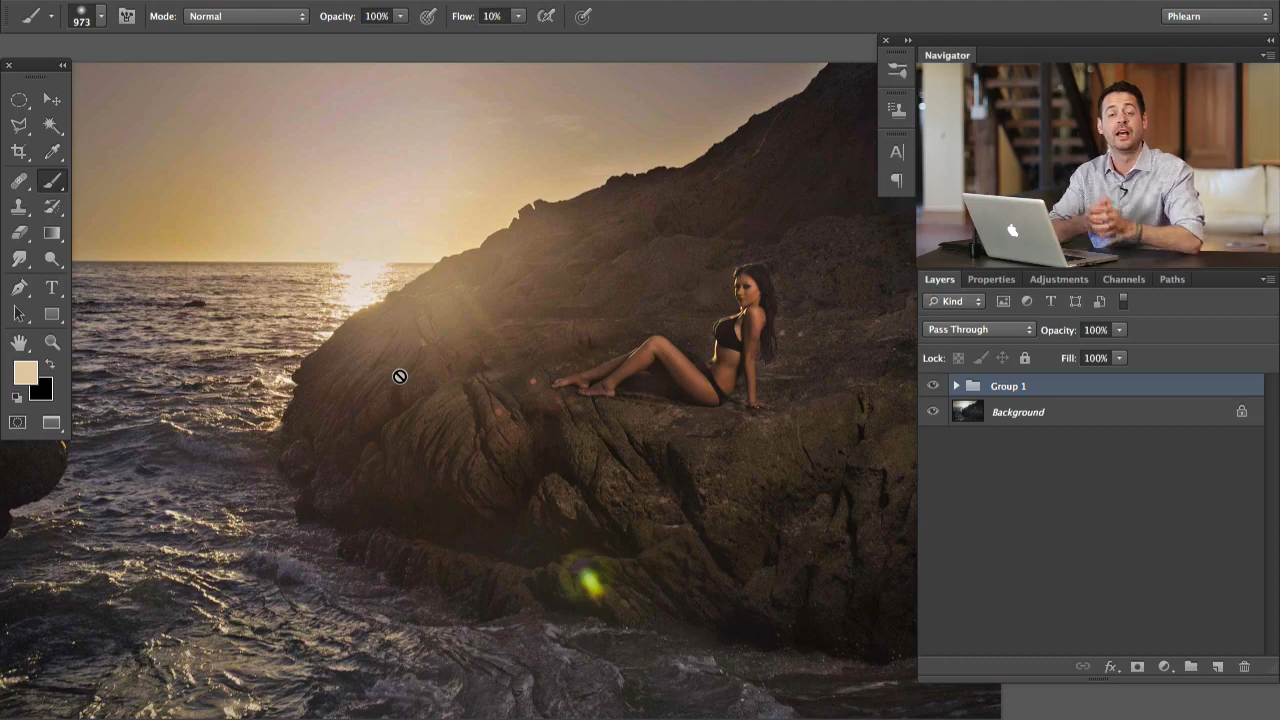 973 Mode: Normal Opacity: 100% Flow: 10% Phlearn
Navigator
Layers Properties Adjustments Channels Paths
Kind
Pass Through Opacity: 100%
Lock: Fill: 100%
Group 1
Background